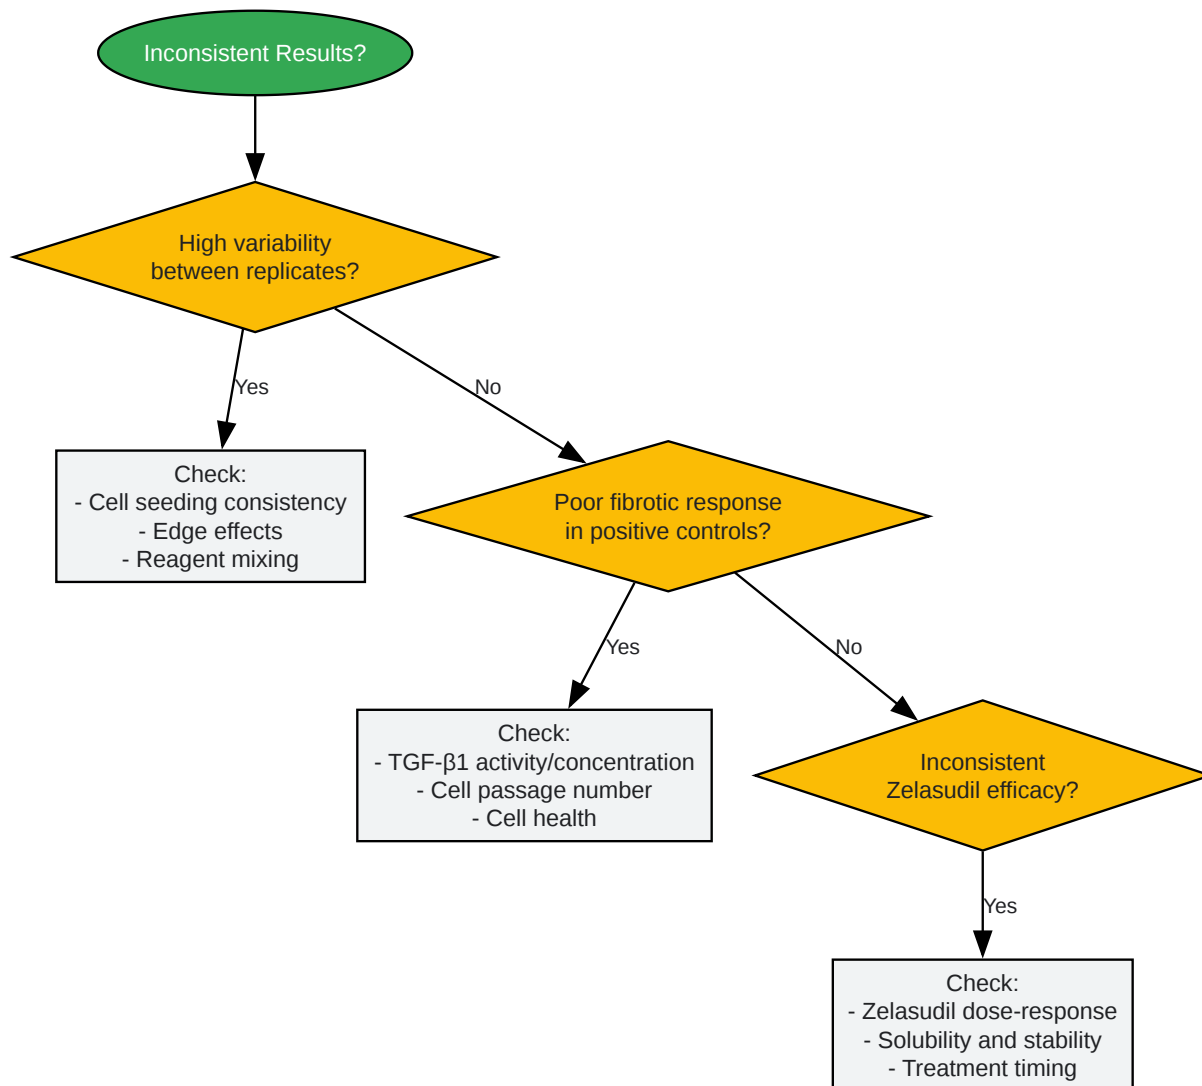 Inconsistent Results?
High variability
between replicates?
Yes
No
Check:
- Cell seeding consistency
- Edge effects
- Reagent mixing
Poor fibrotic response
in positive controls?
Yes
No
Check:
- TGF-β1 activity/concentration
- Cell passage number
- Cell health
Inconsistent
Zelasudil efficacy?
Yes
Check:
- Zelasudil dose-response
- Solubility and stability
- Treatment timing